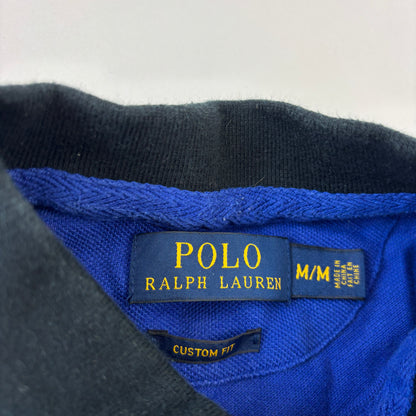 POLO
RALPH LAUREN
M/M
MADE IN
CHINA
FAIT EN
CHINE
CUSTOM FIT